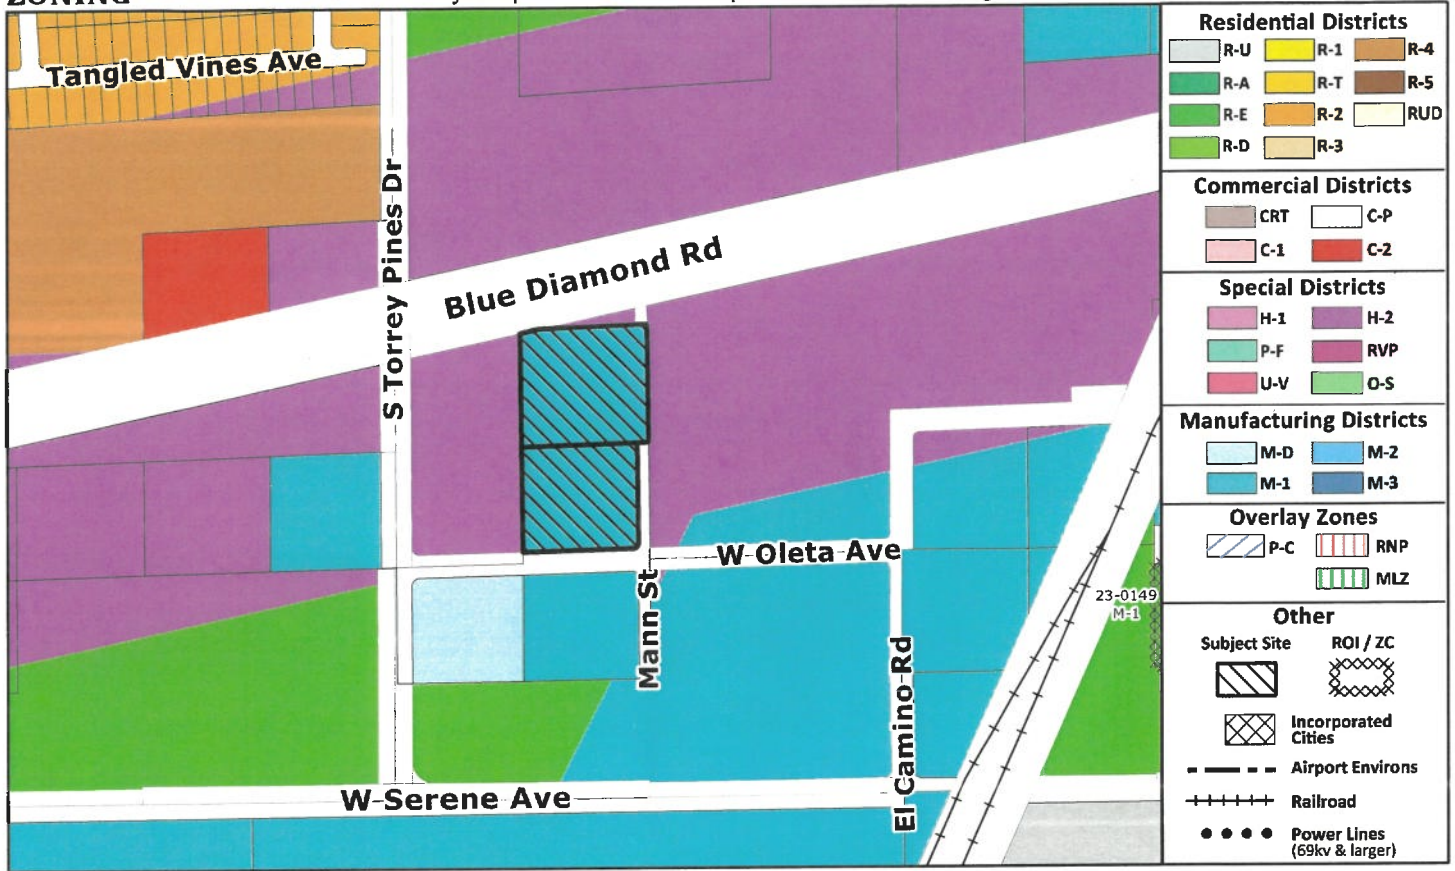 ZONING
Tangled Vines Ave
S Torrey Pines Dr
Blue Diamond Rd
W Oleta Ave
Mann St
El Camino Rd
W Serene Ave
23-0149
M-1
Residential Districts
R-U R-1 R-4
R-A R-T R-5
R-E R-2 RUD
R-D R-3
Commercial Districts
CRT C-P
C-1 C-2
Special Districts
H-1 H-2
P-F RVP
U-V O-S
Manufacturing Districts
M-D M-2
M-1 M-3
Overlay Zones
P-C RNP
MLZ
Other
Subject Site ROI / ZC
Incorporated
Cities
Airport Environs
Railroad
Power Lines
(69kv & larger)